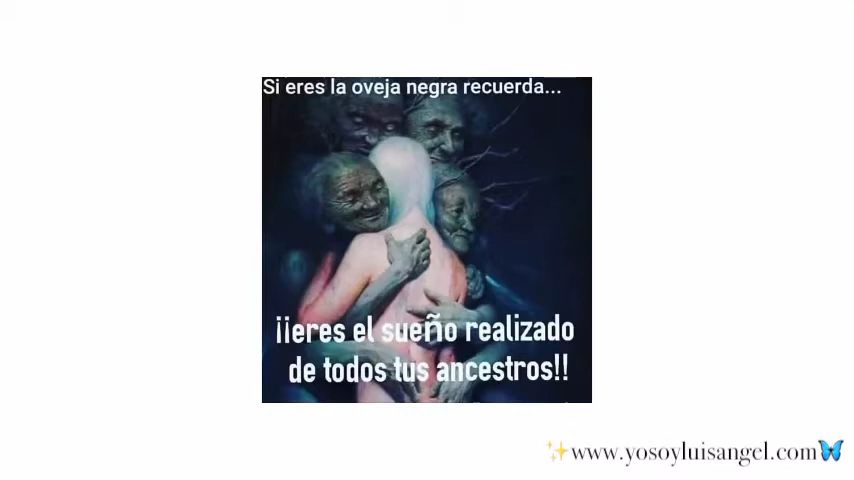 Si eres la oveja negra recuerda...
¡¡eres el sueño realizado
de todos tus ancestros!!
✨www.yosoyluisangel.com🦋